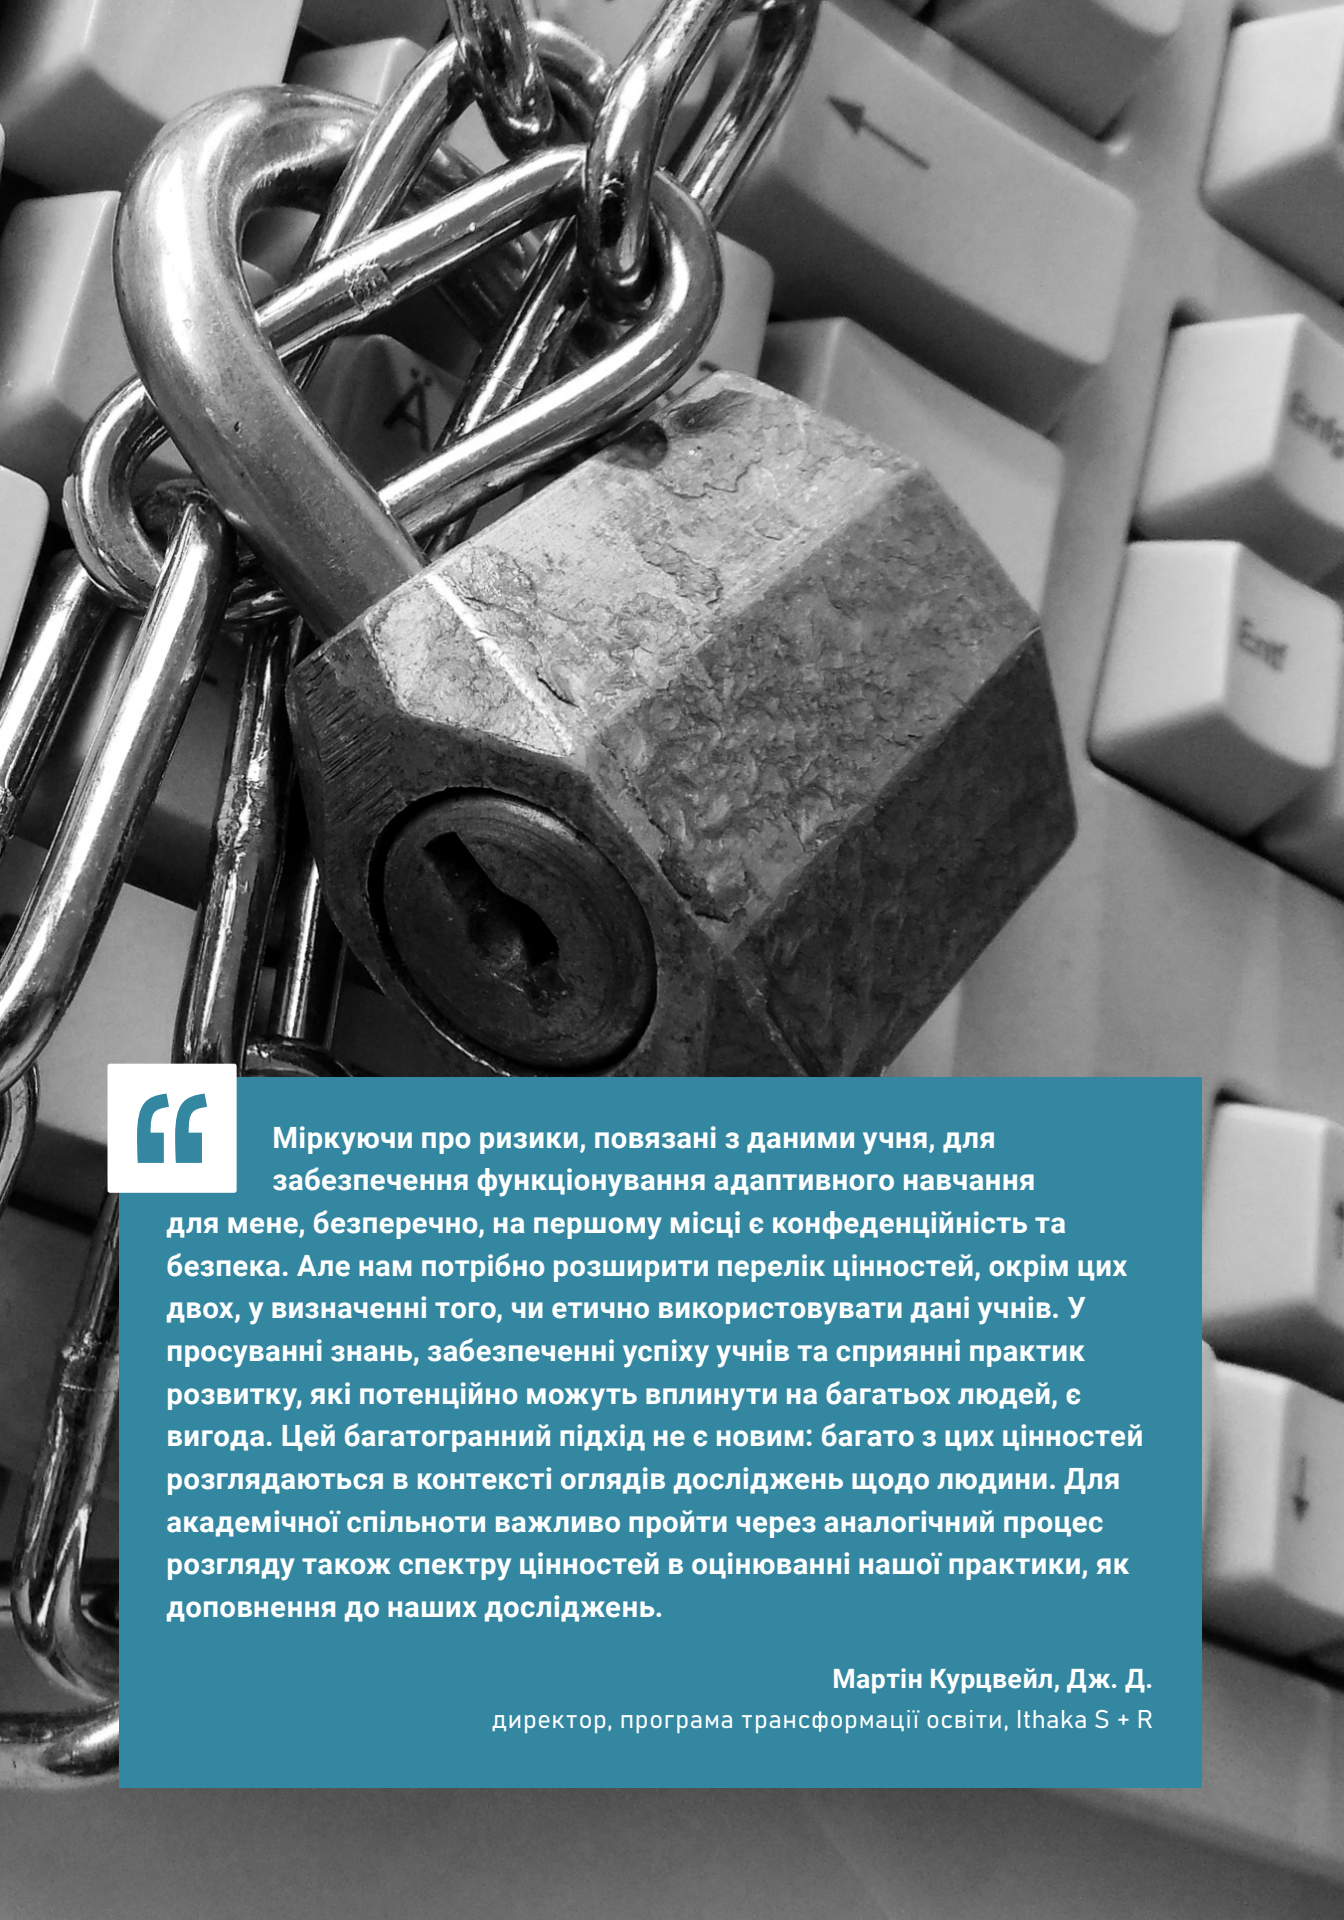 Ä
Einfg
Entf
“
Міркуючи про ризики, повязані з даними учня, для
забезпечення функціонування адаптивного навчання
для мене, безперечно, на першому місці є конфеденційність та
безпека. Але нам потрібно розширити перелік цінностей, окрім цих
двох, у визначенні того, чи етично використовувати дані учнів. У
просуванні знань, забезпеченні успіху учнів та сприянні практик
розвитку, які потенційно можуть вплинути на багатьох людей, є
вигода. Цей багатогранний підхід не є новим: багато з цих цінностей
розглядаються в контексті оглядів досліджень щодо людини. Для
академічної спільноти важливо пройти через аналогічний процес
розгляду також спектру цінностей в оцінюванні нашої практики, як
доповнення до наших досліджень.
Мартін Курцвейл, Дж. Д.
директор, програма трансформації освіти, Ithaka S + R